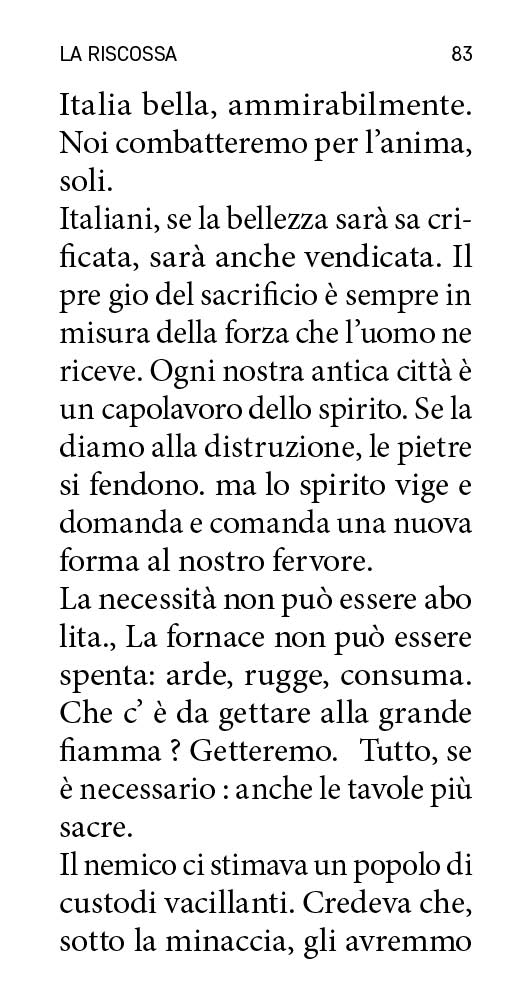 LA RISCOSSA 83
Italia bella, ammirabilmente.
Noi combatteremo per l’anima,
soli.
Italiani, se la bellezza sarà sa cri-
ficata, sarà anche vendicata. Il
pre gio del sacrificio è sempre in
misura della forza che l’uomo ne
riceve. Ogni nostra antica città è
un capolavoro dello spirito. Se la
diamo alla distruzione, le pietre
si fendono. ma lo spirito vige e
domanda e comanda una nuova
forma al nostro fervore.
La necessità non può essere abo
lita., La fornace non può essere
spenta: arde, rugge, consuma.
Che c’ è da gettare alla grande
fiamma ? Getteremo. Tutto, se
è necessario : anche le tavole più
sacre.
Il nemico ci stimava un popolo di
custodi vacillanti. Credeva che,
sotto la minaccia, gli avremmo